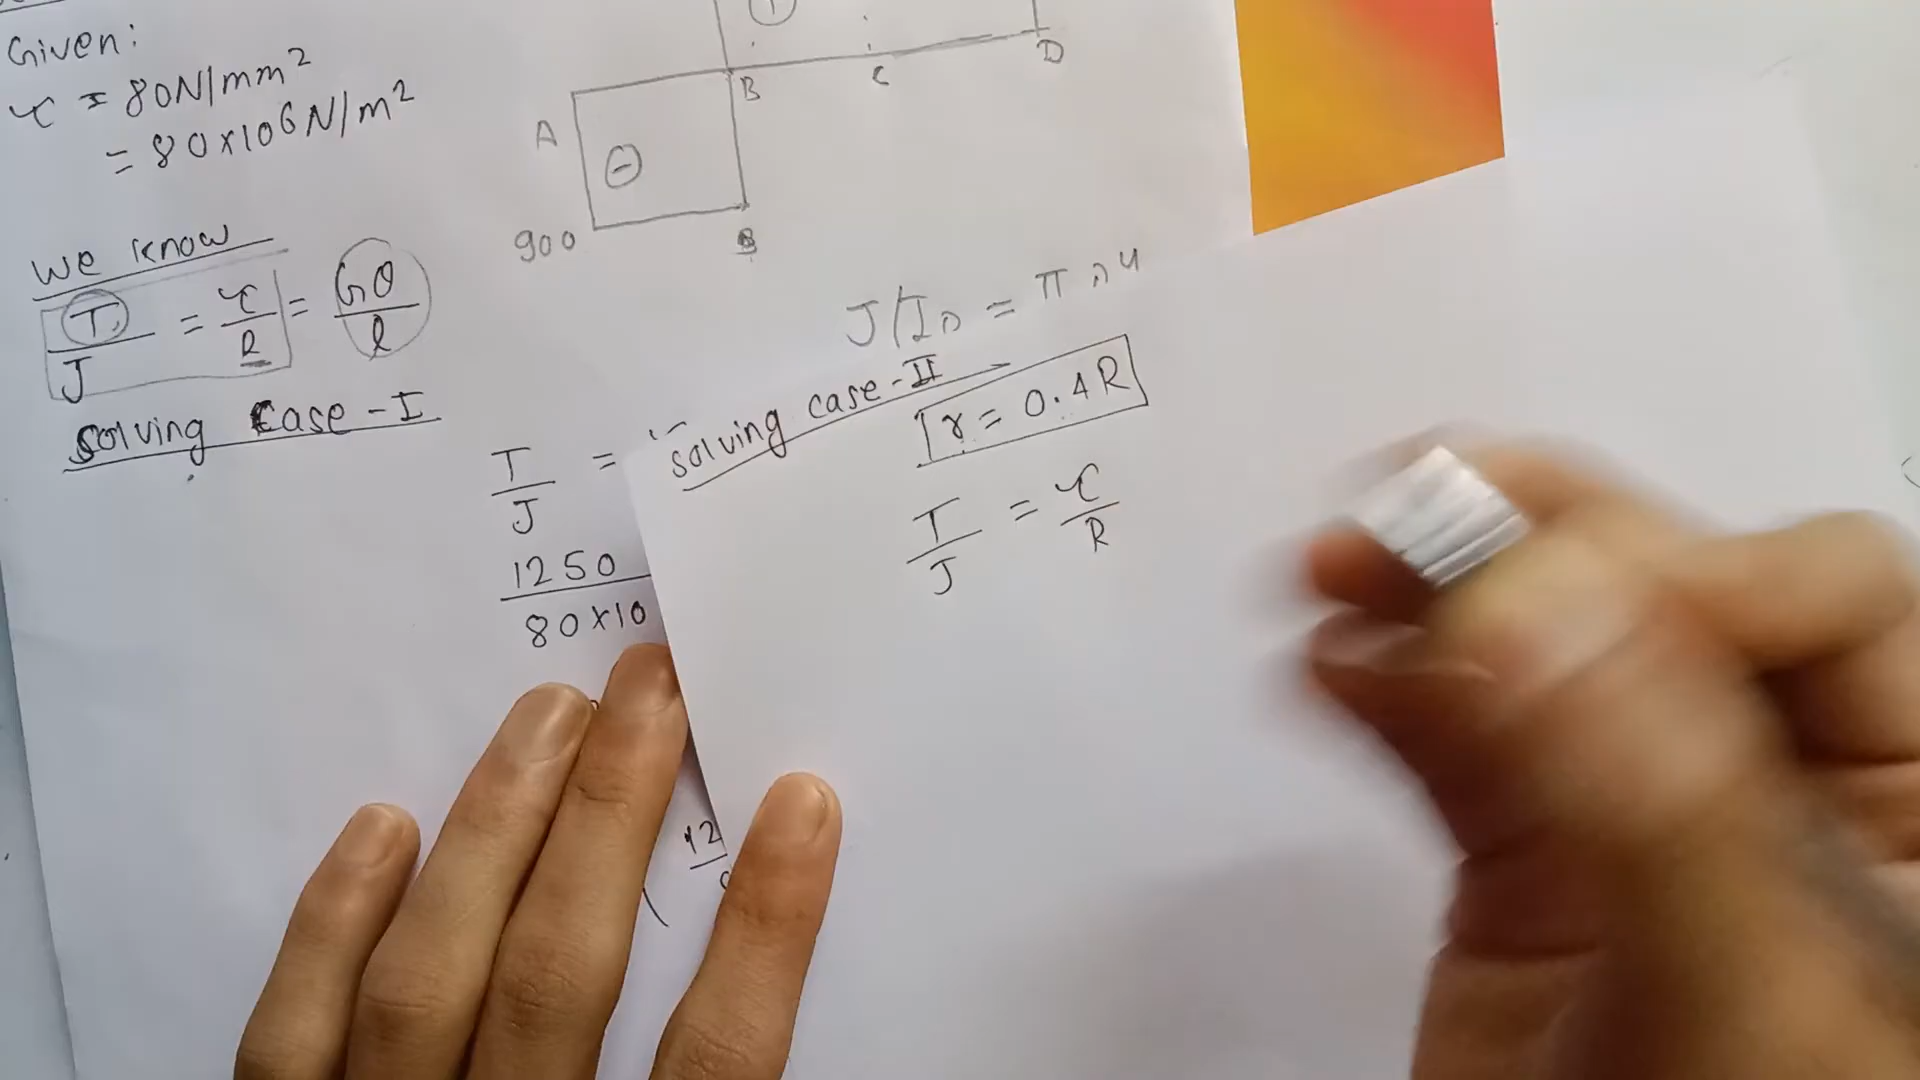 Given:
τ = 80N/mm²
= 80×10⁶N/m²
B
C
D
A
⊖
900
B
we know
T/J = τ/R = Gθ/l
J/Ip = π
solving Case-I
solving case-II
r = 0.4R
T/J =
T/J = τ/R
1250
80×10
12